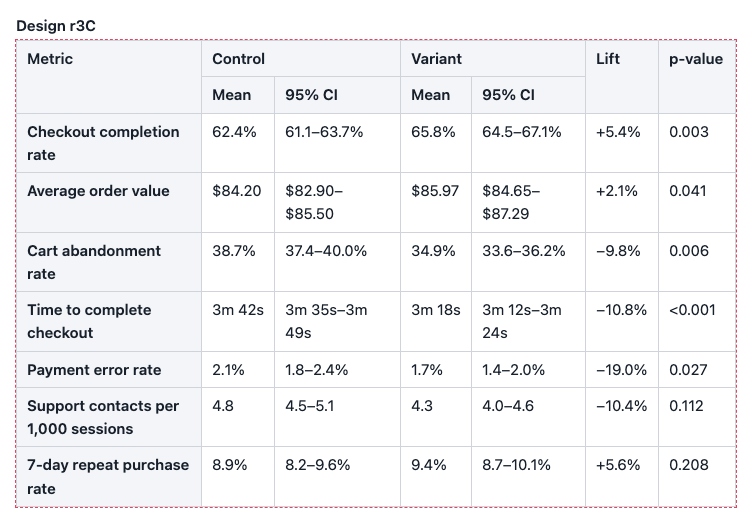 Design r3C
Metric Control Variant Lift p-value
Mean 95% CI Mean 95% CI
Checkout completion 62.4% 61.1–63.7% 65.8% 64.5–67.1% +5.4% 0.003
rate
Average order value $84.20 $82.90– $85.97 $84.65– +2.1% 0.041
$85.50 $87.29
Cart abandonment 38.7% 37.4–40.0% 34.9% 33.6–36.2% −9.8% 0.006
rate
Time to complete 3m 42s 3m 35s–3m 3m 18s 3m 12s–3m −10.8% <0.001
checkout 49s 24s
Payment error rate 2.1% 1.8–2.4% 1.7% 1.4–2.0% −19.0% 0.027
Support contacts per 4.8 4.5–5.1 4.3 4.0–4.6 −10.4% 0.112
1,000 sessions
7-day repeat purchase 8.9% 8.2–9.6% 9.4% 8.7–10.1% +5.6% 0.208
rate